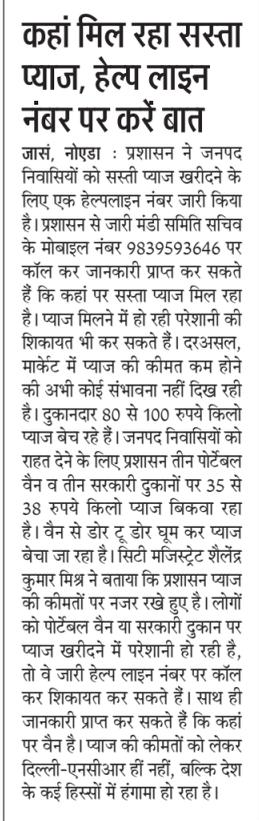 कहां मिल रहा सस्ता
प्याज, हेल्प लाइन
नंबर पर करें बात
जासं, नोएडा : प्रशासन ने जनपद
निवासियों को सस्ती प्याज खरीदने के
लिए एक हेल्पलाइन नंबर जारी किया
है। प्रशासन से जारी मंडी समिति सचिव
के मोबाइल नंबर 9839593646 पर
कॉल कर जानकारी प्राप्त कर सकते
हैं कि कहां पर सस्ता प्याज मिल रहा
है। प्याज मिलने में हो रही परेशानी की
शिकायत भी कर सकते हैं। दरअसल,
मार्केट में प्याज की कीमत कम होने
की अभी कोई संभावना नहीं दिख रही
है। दुकानदार 80 से 100 रुपये किलो
प्याज बेच रहे हैं। जनपद निवासियों को
राहत देने के लिए प्रशासन तीन पोर्टेबल
वैन व तीन सरकारी दुकानों पर 35 से
38 रुपये किलो प्याज बिकवा रहा
है। वैन से डोर टू डोर घूम कर प्याज
बेचा जा रहा है। सिटी मजिस्ट्रेट शैलेंद्र
कुमार मिश्र ने बताया कि प्रशासन प्याज
की कीमतों पर नजर रखे हुए है। लोगों
को पोर्टेबल वैन या सरकारी दुकान पर
प्याज खरीदने में परेशानी हो रही है,
तो वे जारी हेल्प लाइन नंबर पर कॉल
कर शिकायत कर सकते हैं। साथ ही
जानकारी प्राप्त कर सकते हैं कि कहां
पर वैन है। प्याज की कीमतों को लेकर
दिल्ली-एनसीआर हीं नहीं, बल्कि देश
के कई हिस्सों में हंगामा हो रहा है।